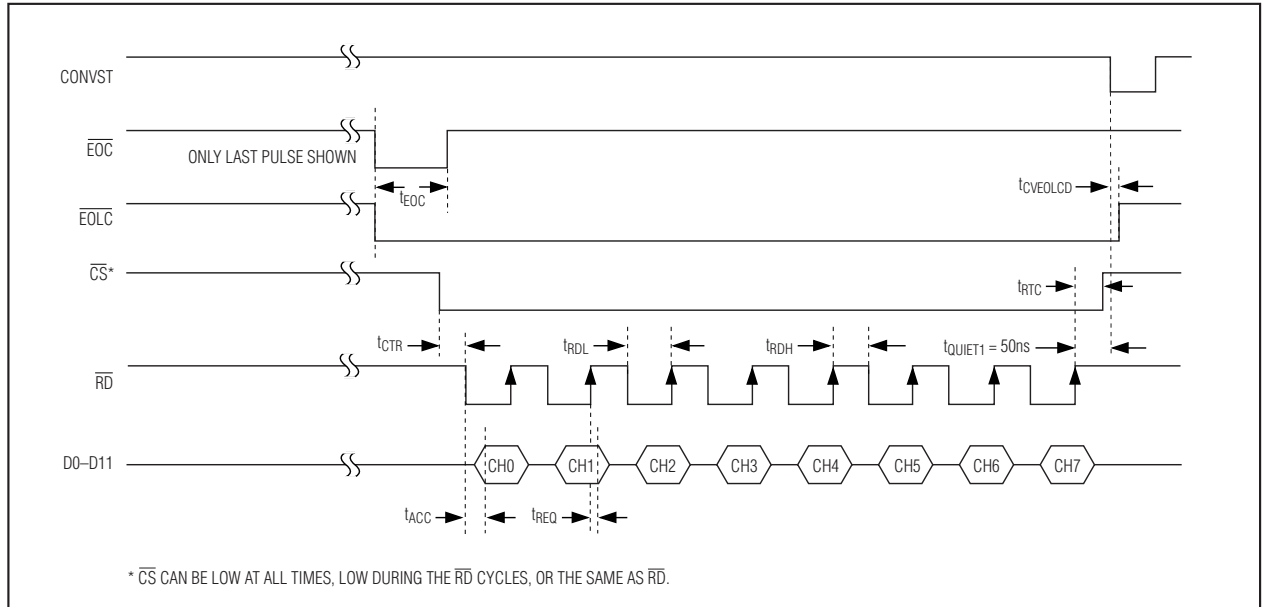 CONVST
EOC
ONLY LAST PULSE SHOWN
tEOC
tCVEOLCD
EOLC
CS*
tRTC
tCTR
tRDL
tRDH
tQUIET1 = 50ns
RD
D0–D11
CH0
CH1
CH2
CH3
CH4
CH5
CH6
CH7
tACC
tREQ
* CS CAN BE LOW AT ALL TIMES, LOW DURING THE RD CYCLES, OR THE SAME AS RD.